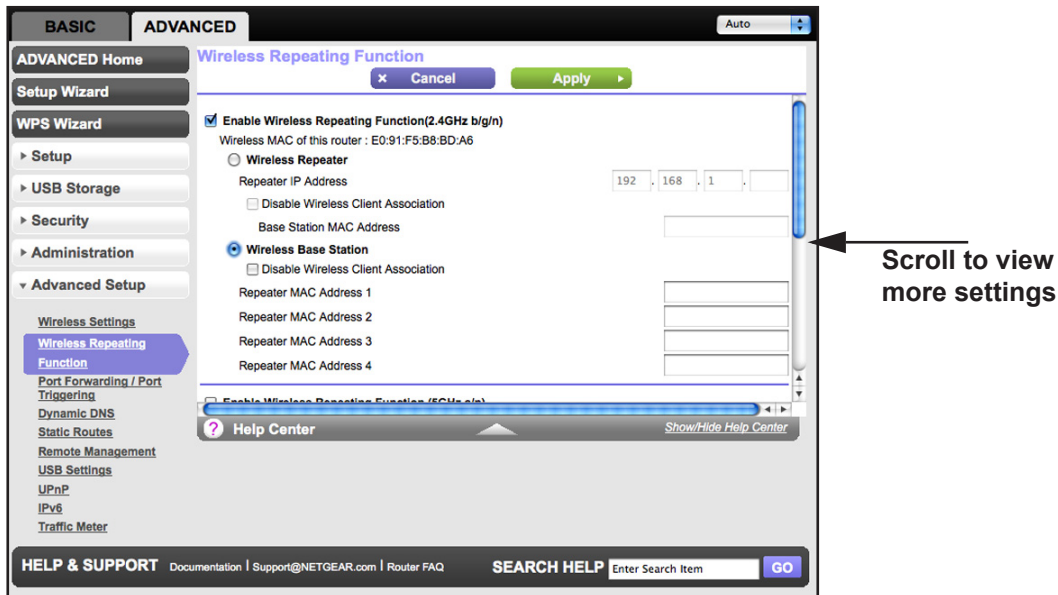 BASIC ADVANCED Auto
ADVANCED Home
Setup Wizard
WPS Wizard
Setup
USB Storage
Security
Administration
Advanced Setup
Wireless Settings
Wireless Repeating
Function
Port Forwarding / Port
Triggering
Dynamic DNS
Static Routes
Remote Management
USB Settings
UPnP
IPv6
Traffic Meter
Wireless Repeating Function
x Cancel Apply
Enable Wireless Repeating Function(2.4GHz b/g/n)
Wireless MAC of this router : E0:91:F5:B8:BD:A6
Wireless Repeater
Repeater IP Address 192 . 168 . 1 .
Disable Wireless Client Association
Base Station MAC Address
Wireless Base Station
Disable Wireless Client Association
Repeater MAC Address 1
Repeater MAC Address 2
Repeater MAC Address 3
Repeater MAC Address 4
Enable Wireless Repeating Function (5GHz a/n)
? Help Center Show/Hide Help Center
Scroll to view
more settings
HELP & SUPPORT Documentation | Support@NETGEAR.com | Router FAQ SEARCH HELP Enter Search Item GO